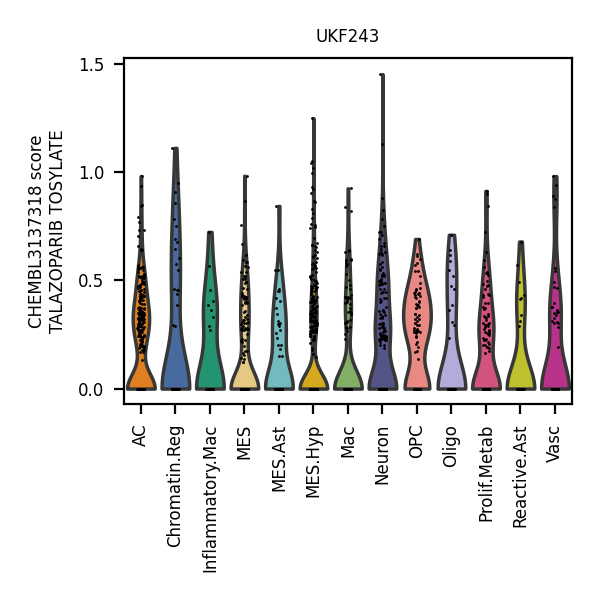 UKF243
CHEMBL3137318 score
TALAZOPARIB TOSYLATE
1.5
1.0
0.5
0.0
AC
Chromatin.Reg
Inflammatory.Mac
MES
MES.Ast
MES.Hyp
Mac
Neuron
OPC
Oligo
Prolif.Metab
Reactive.Ast
Vasc